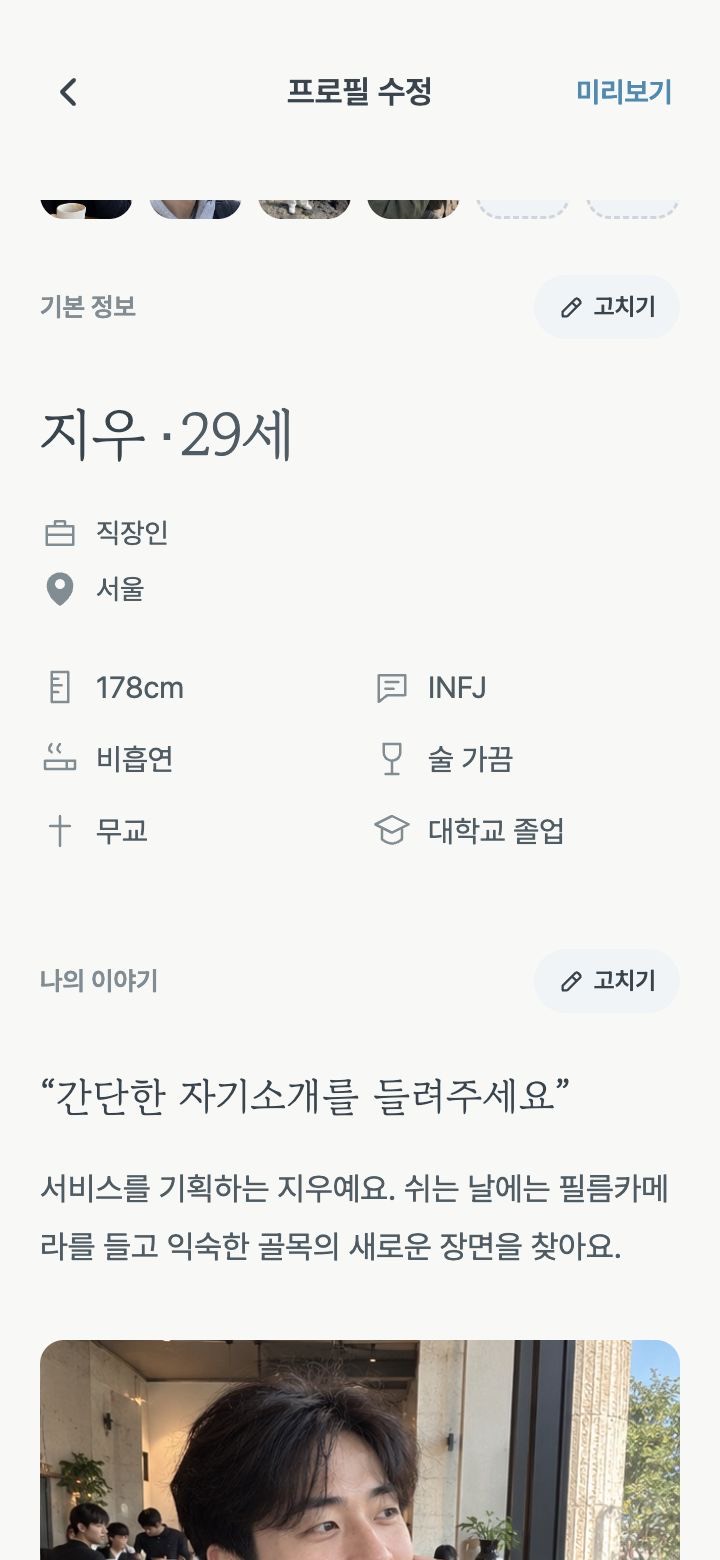 프로필 수정
미리보기
기본 정보
고치기
지우 · 29세
직장인
서울
178cm
INFJ
비흡연
술 가끔
무교
대학교 졸업
나의 이야기
고치기
“간단한 자기소개를 들려주세요”
서비스를 기획하는 지우예요. 쉬는 날에는 필름카메
라를 들고 익숙한 골목의 새로운 장면을 찾아요.